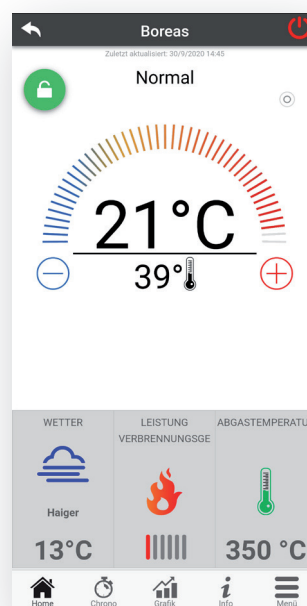 Boreas
Zuletzt aktualisiert: 30/9/2020 14:45
Normal
21°C
39°
WETTER
LEISTUNG
VERBRENNUNGSGE
ABGASTEMPERATU
Haiger
13°C
350 °C
Home
Chrono
Grafik
Info
Menü